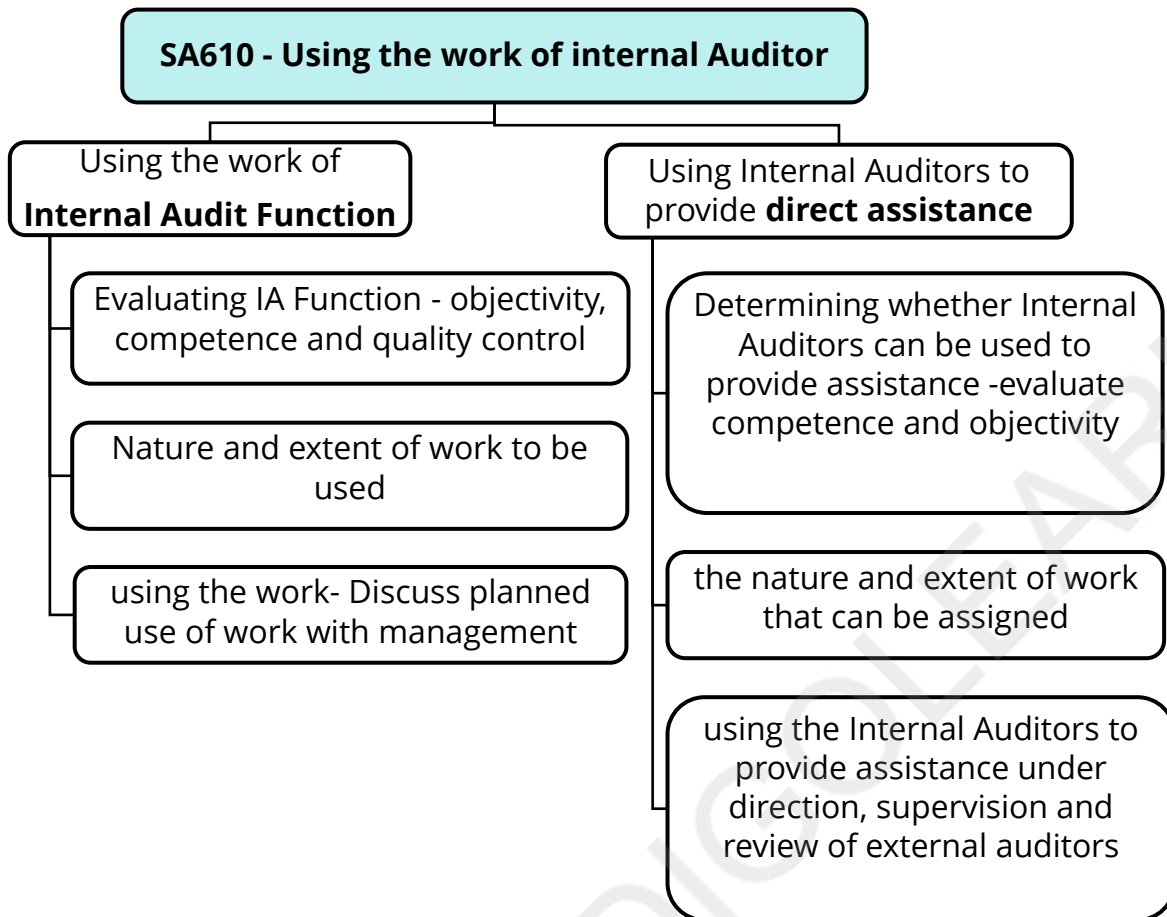 SA610 - Using the work of internal Auditor
Using the work of
Internal Audit Function
Evaluating IA Function - objectivity,
competence and quality control
Nature and extent of work to be
used
using the work- Discuss planned
use of work with management
Using Internal Auditors to
provide direct assistance
Determining whether Internal
Auditors can be used to
provide assistance -evaluate
competence and objectivity
the nature and extent of work
that can be assigned
using the Internal Auditors to
provide assistance under
direction, supervision and
review of external auditors